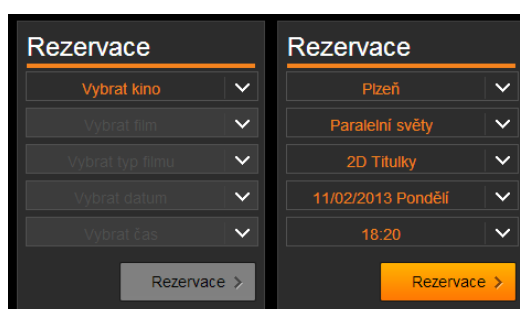 Rezervace
Vybrat kino
Vybrat film
Vybrat typ filmu
Vybrat datum
Vybrat čas
Rezervace
Rezervace
Plzeň
Paralelní světy
2D Titulky
11/02/2013 Pondělí
18:20
Rezervace